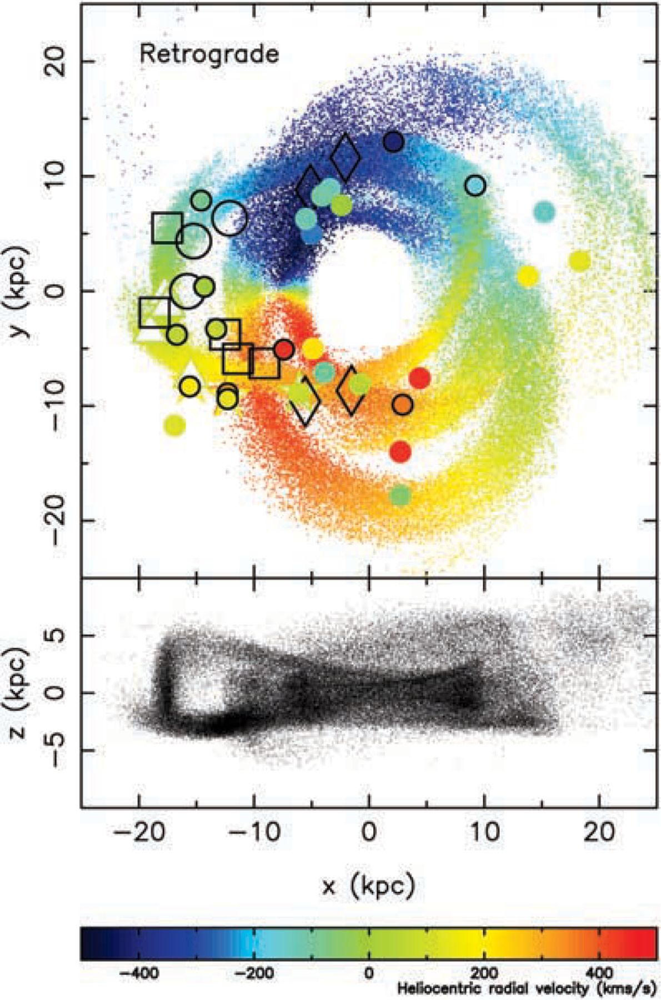 Retrograde
20
10
0
−10
−20
y (kpc)
5
0
−5
z (kpc)
−20 −10 0 10 20
x (kpc)
−400 −200 0 200 400
Heliocentric radial velocity (kms/s)